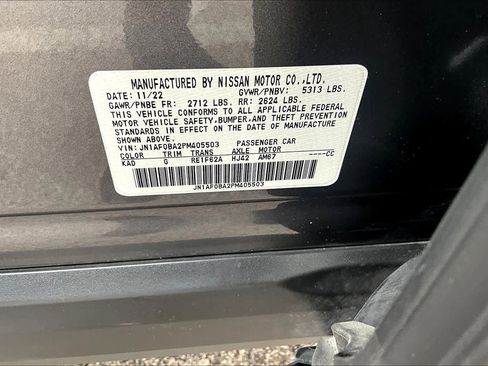 MANUFACTURED BY NISSAN MOTOR CO.,LTD.
DATE: 11/22 GVWR/PNBV: 5313 LBS.
GAWR/PNBE FR: 2712 LBS. RR: 2624 LBS.
THIS VEHICLE CONFORMS TO ALL APPLICABLE FEDERAL
MOTOR VEHICLE SAFETY,BUMPER,AND THEFT PREVENTION
STANDARDS IN EFFECT ON THE DATE OF MANUFACTURE
SHOWN ABOVE.
VIN:JN1AF0BA2PM405503 PASSENGER CAR
COLOR TRIM TRANS AXLE MOTOR
KAD G RE1F62A HJ42 AM67 ----CC
JN1AF0BA2PM405503